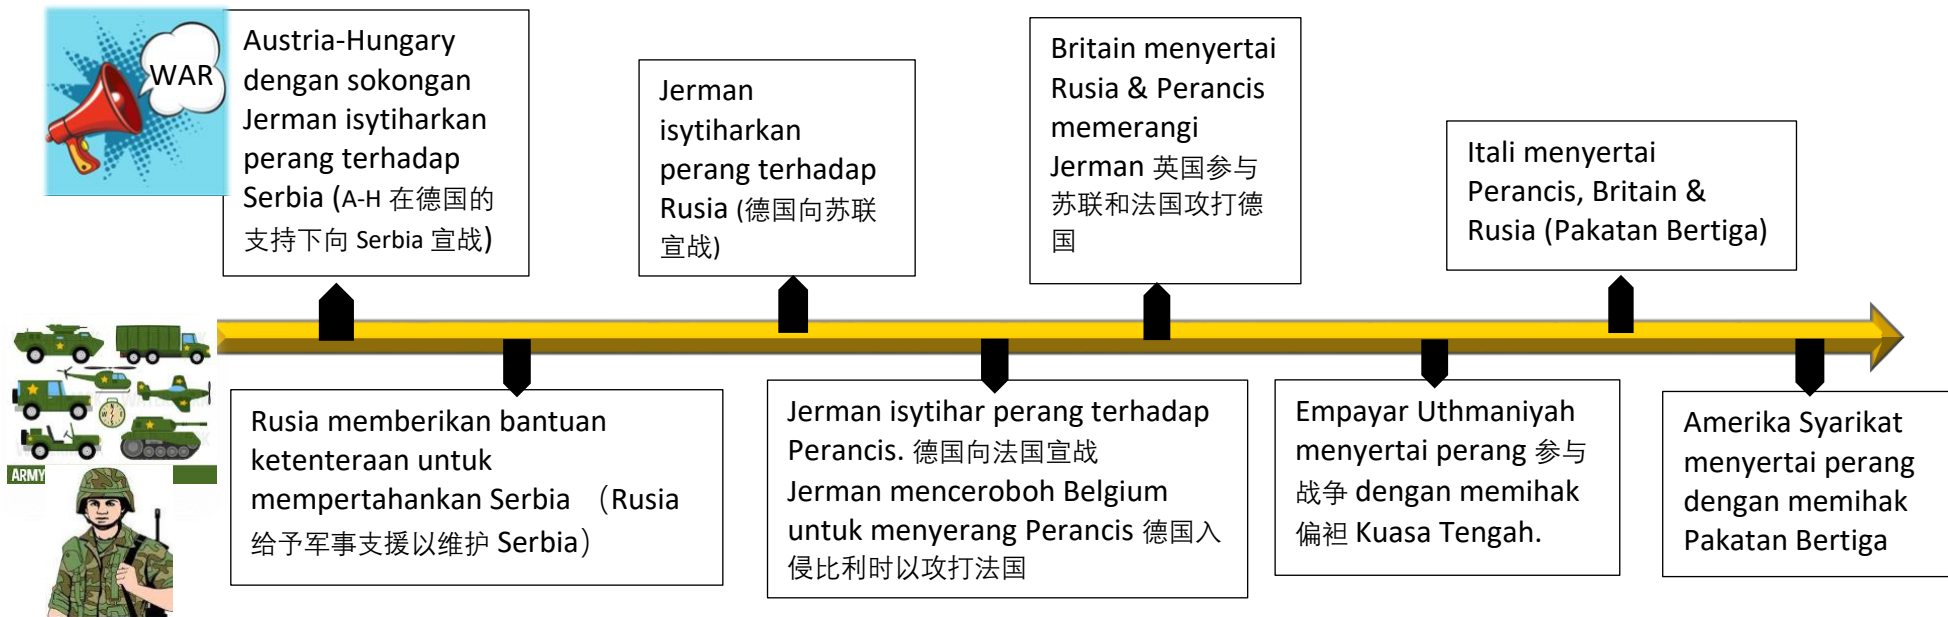 WAR
Austria-Hungary
dengan sokongan
Jerman isytiharkan
perang terhadap
Serbia (A-H 在德国的
支持下向 Serbia 宣战)
Rusia memberikan bantuan
ketenteraan untuk
mempertahankan Serbia （Rusia
给予军事支援以维护 Serbia）
Jerman
isytiharkan
perang terhadap
Rusia (德国向苏联
宣战)
Jerman isytihar perang terhadap
Perancis. 德国向法国宣战
Jerman menceroboh Belgium
untuk menyerang Perancis 德国入
侵比利时以攻打法国
Britain menyertai
Rusia & Perancis
memerangi
Jerman 英国参与
苏联和法国攻打德
国
Empayar Uthmaniyah
menyertai perang 参与
战争 dengan memihak
偏袒 Kuasa Tengah.
Itali menyertai
Perancis, Britain &
Rusia (Pakatan Bertiga)
Amerika Syarikat
menyertai perang
dengan memihak
Pakatan Bertiga
ARMY